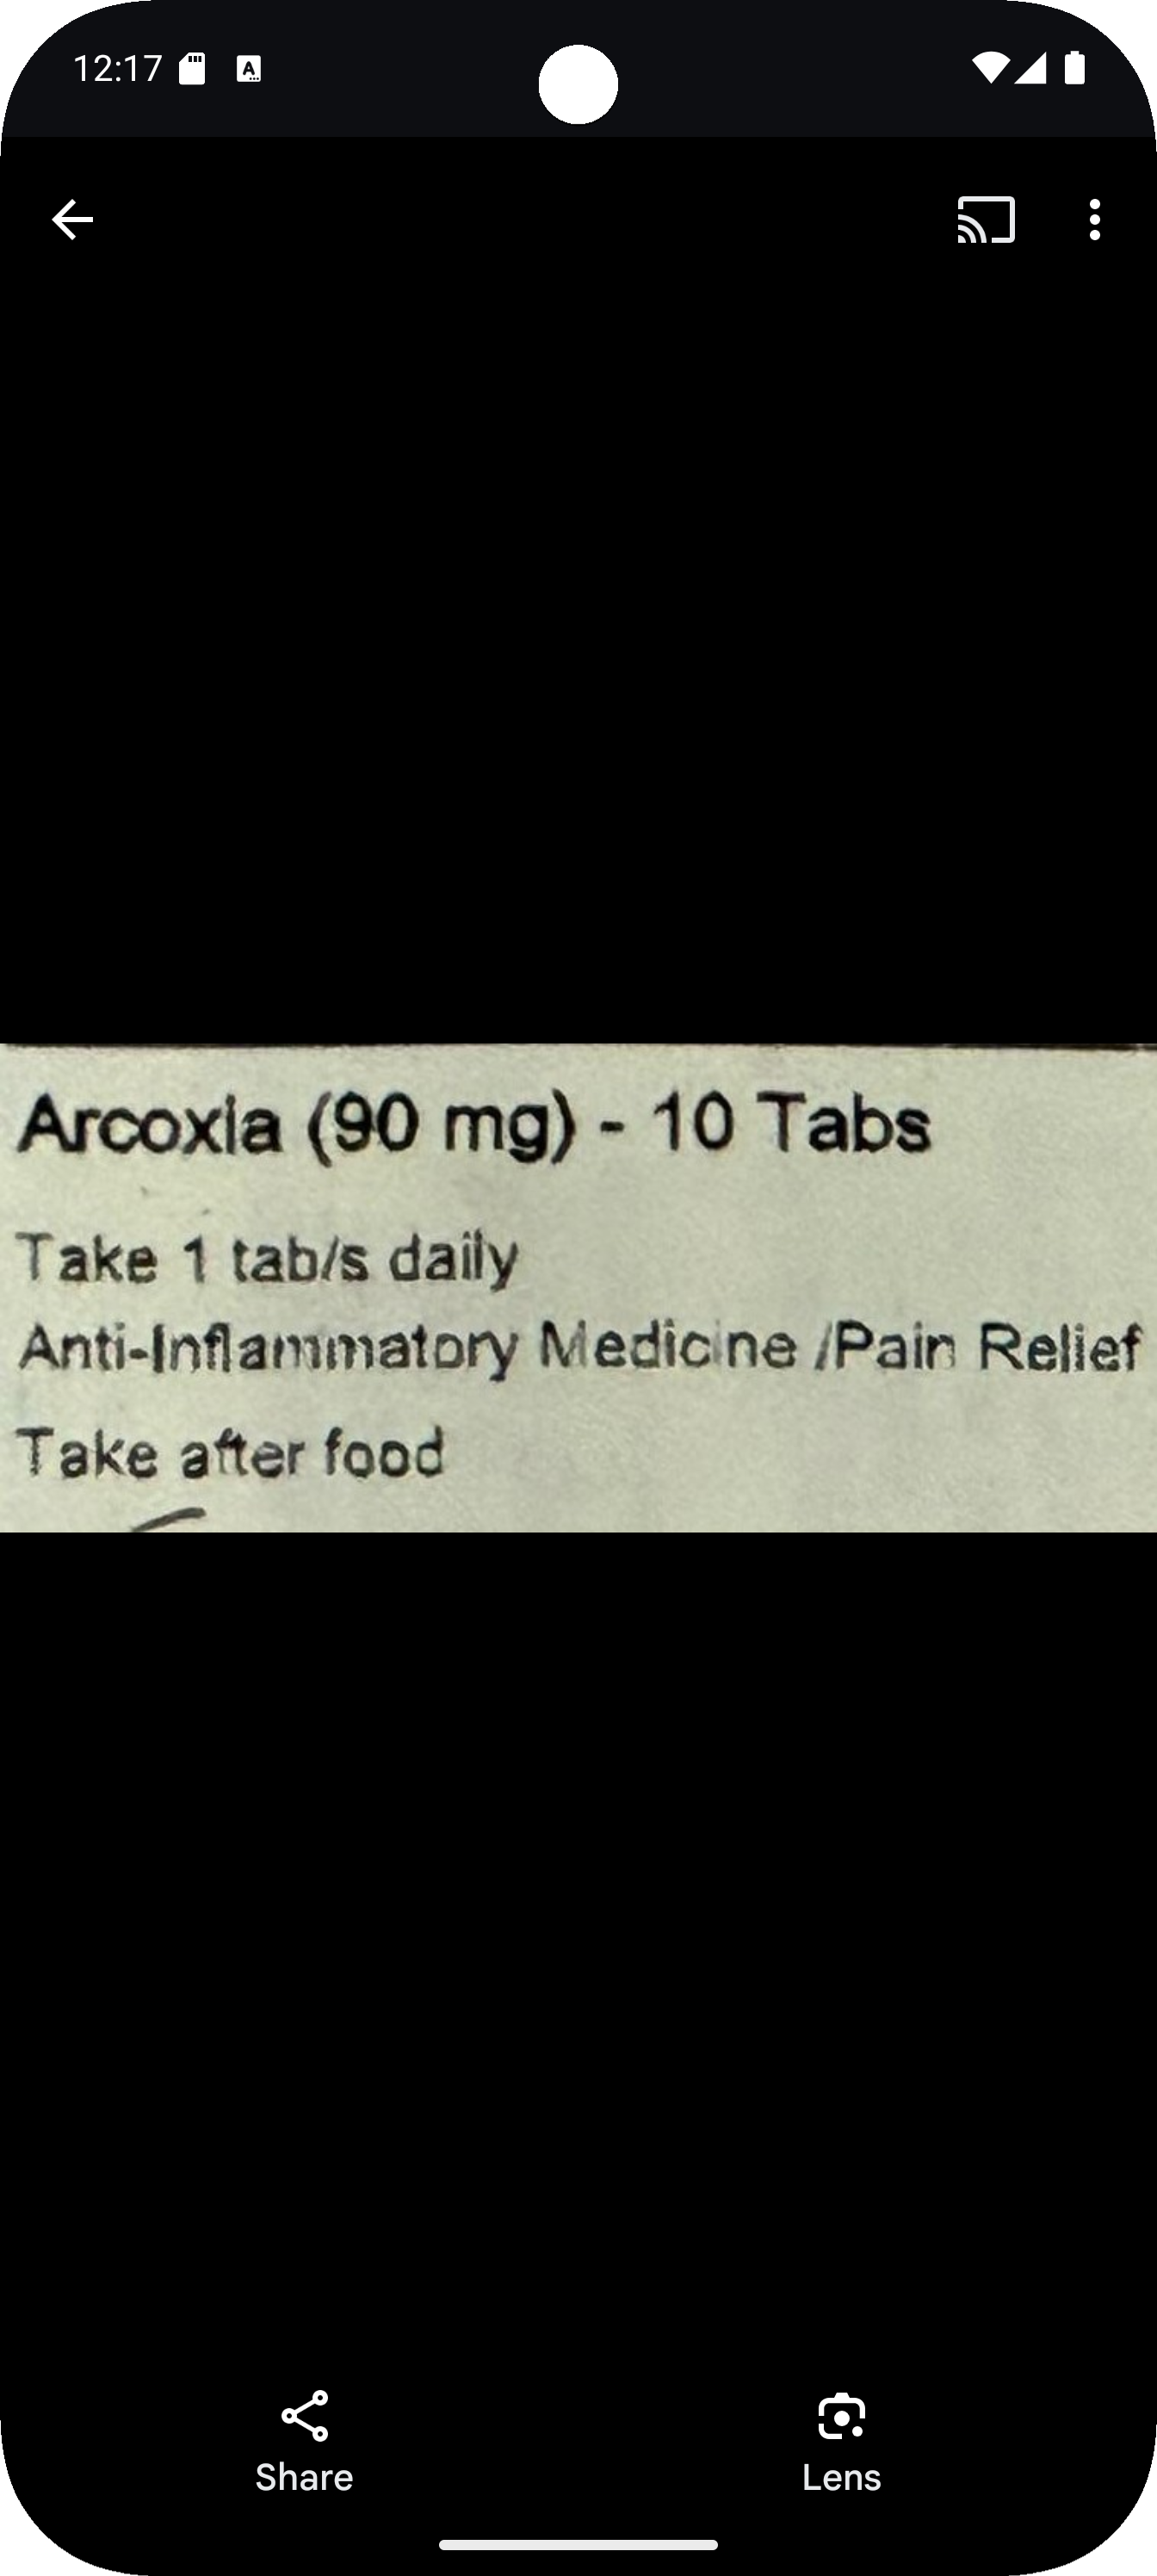 12:17
Arcoxia (90 mg) - 10 Tabs
Take 1 tab/s daily
Anti-Inflammatory Medicine /Pain Relief
Take after food
Share
Lens